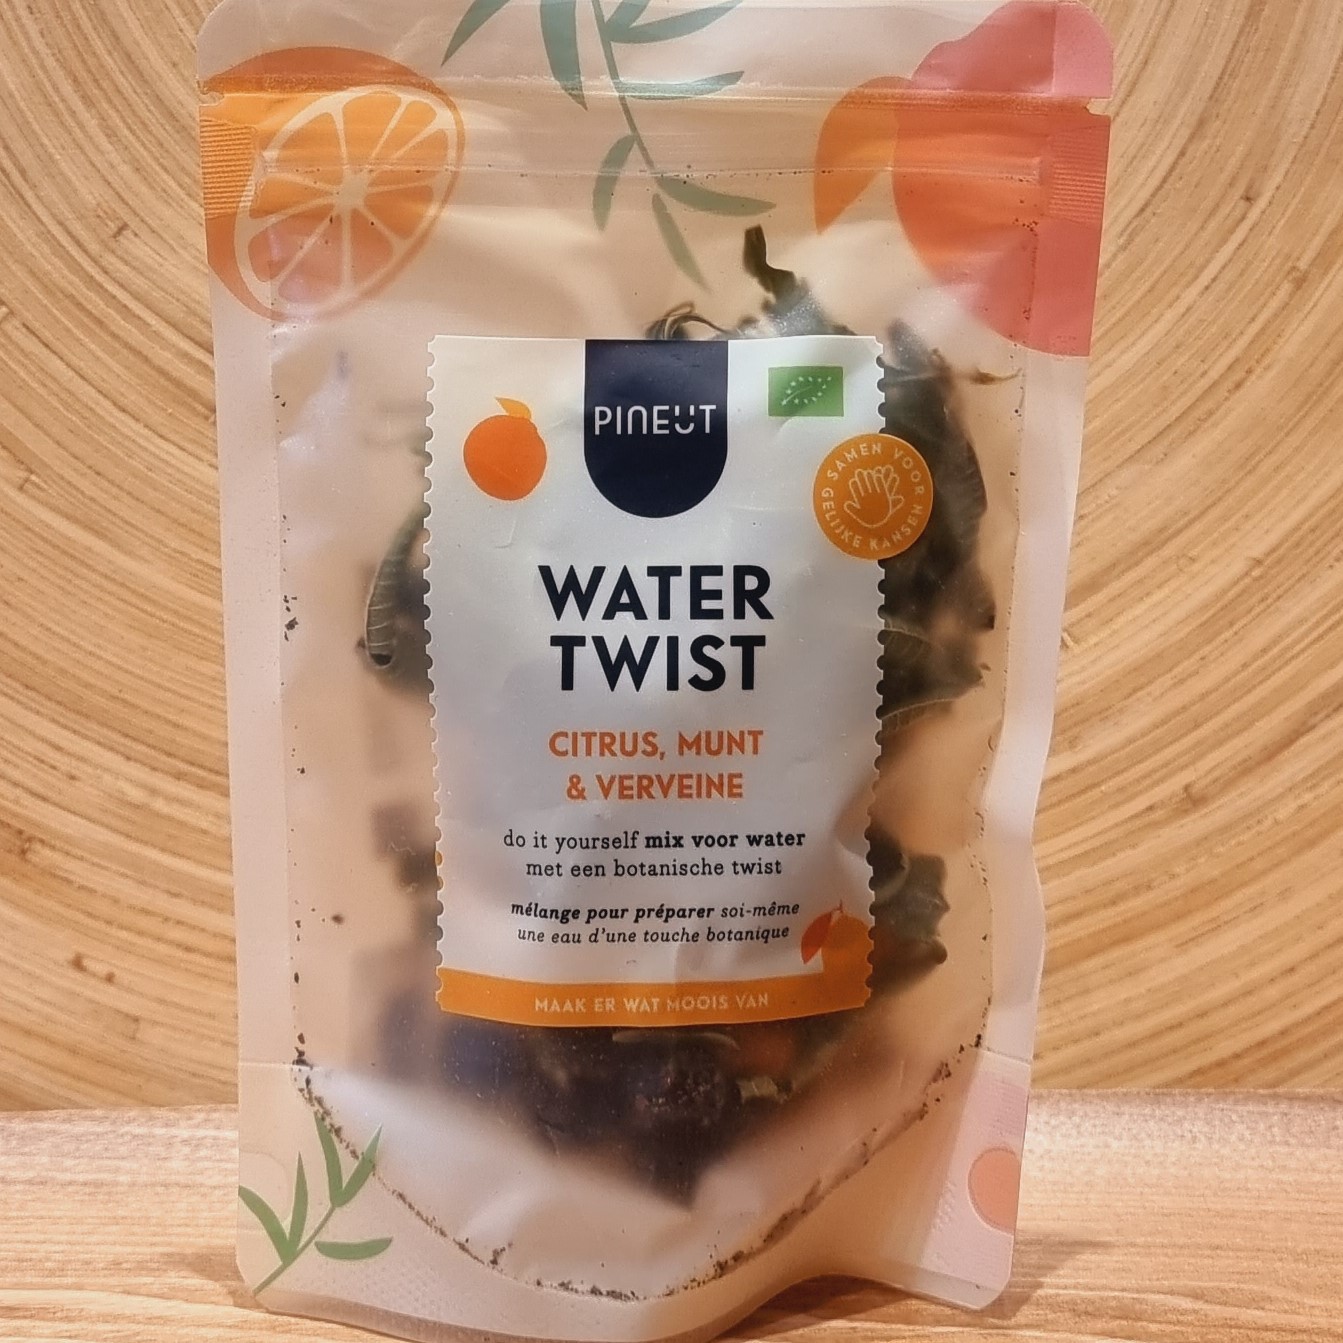 PINEUT
SAMEN VOOR
GELIJKE KANSEN
WATER
TWIST
CITRUS, MUNT
& VERVEINE
do it yourself mix voor water
met een botanische twist
mélange pour préparer soi-même
une eau d'une touche botanique
MAAK ER WAT MOOIS VAN